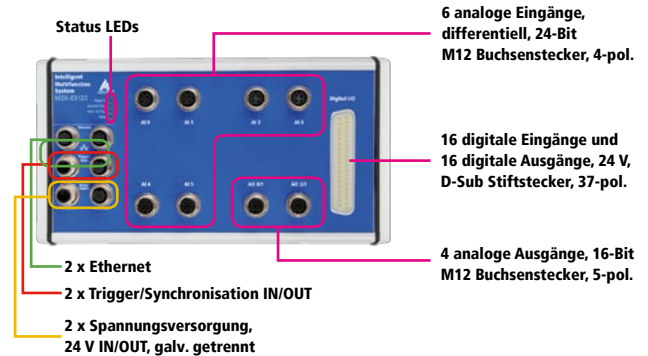 Status LEDs
6 analoge Eingänge,
differentiell, 24-Bit
M12 Buchsenstecker, 4-pol.
Intelligent
Multifunction
System
MSX-E3121
Digital I/O
AI 0
AI 1
AI 2
AI 3
16 digitale Eingänge und
16 digitale Ausgänge, 24 V,
D-Sub Stiftstecker, 37-pol.
AI 4
AI 5
AO 0/1
AO 2/3
4 analoge Ausgänge, 16-Bit
M12 Buchsenstecker, 5-pol.
2 x Ethernet
2 x Trigger/Synchronisation IN/OUT
2 x Spannungsversorgung,
24 V IN/OUT, galv. getrennt